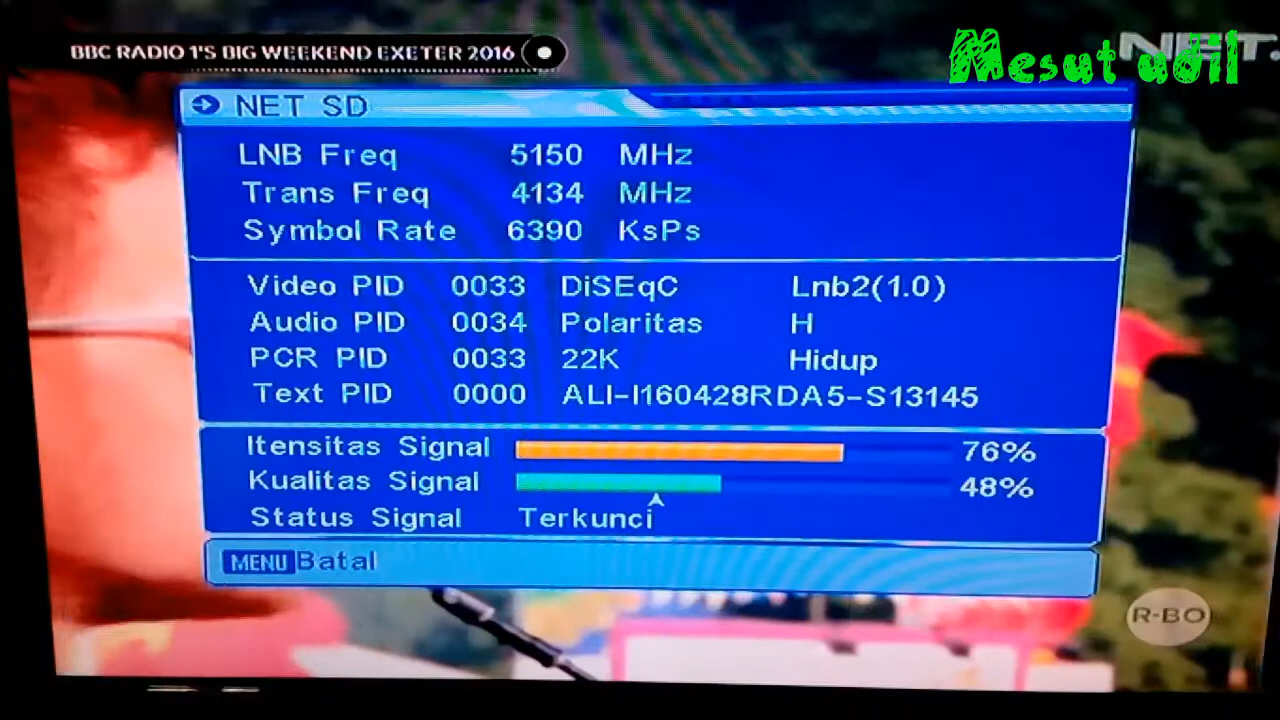 BBC RADIO 1'S BIG WEEKEND EXETER 2016
NET.
Mesut udil
NET SD
LNB Freq 5150 MHz
Trans Freq 4134 MHz
Symbol Rate 6390 KsPs
Video PID 0033 DiSEqC Lnb2(1.0)
Audio PID 0034 Polaritas H
PCR PID 0033 22K Hidup
Text PID 0000 ALI-I160428RDA5-S13145
Itensitas Signal 76%
Kualitas Signal 48%
Status Signal Terkunci
MENU Batal
R-BO